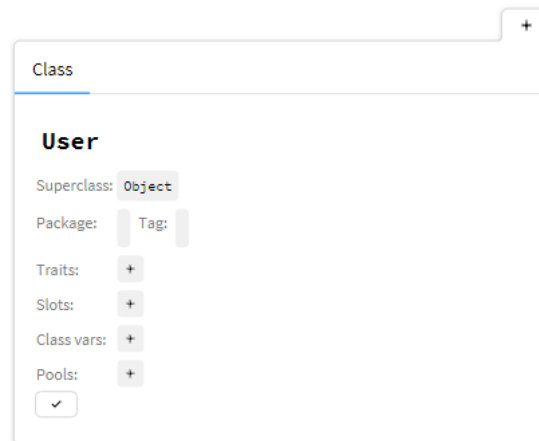 +
Class
User
Superclass: Object
Package: Tag:
Traits: +
Slots: +
Class vars: +
Pools: +